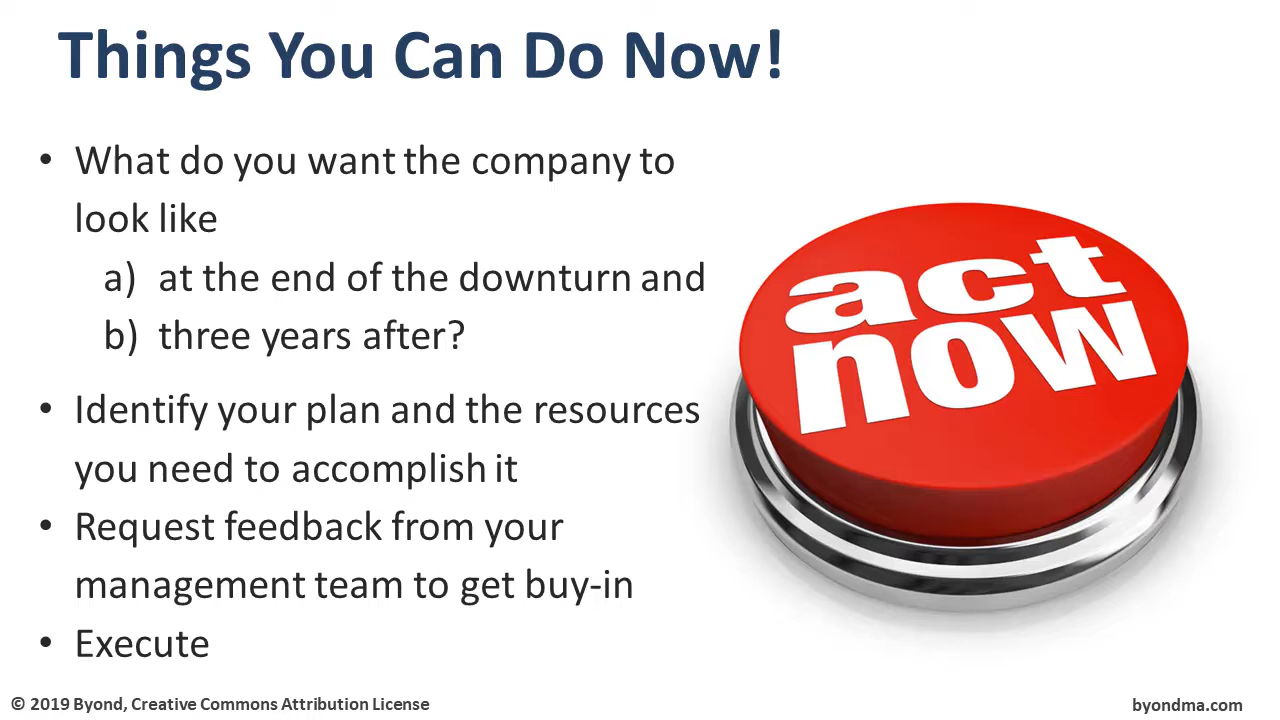 Things You Can Do Now!
• What do you want the company to
look like
a) at the end of the downturn and
b) three years after?
• Identify your plan and the resources
you need to accomplish it
• Request feedback from your
management team to get buy-in
• Execute
act
now
© 2019 Byond, Creative Commons Attribution License
byondma.com